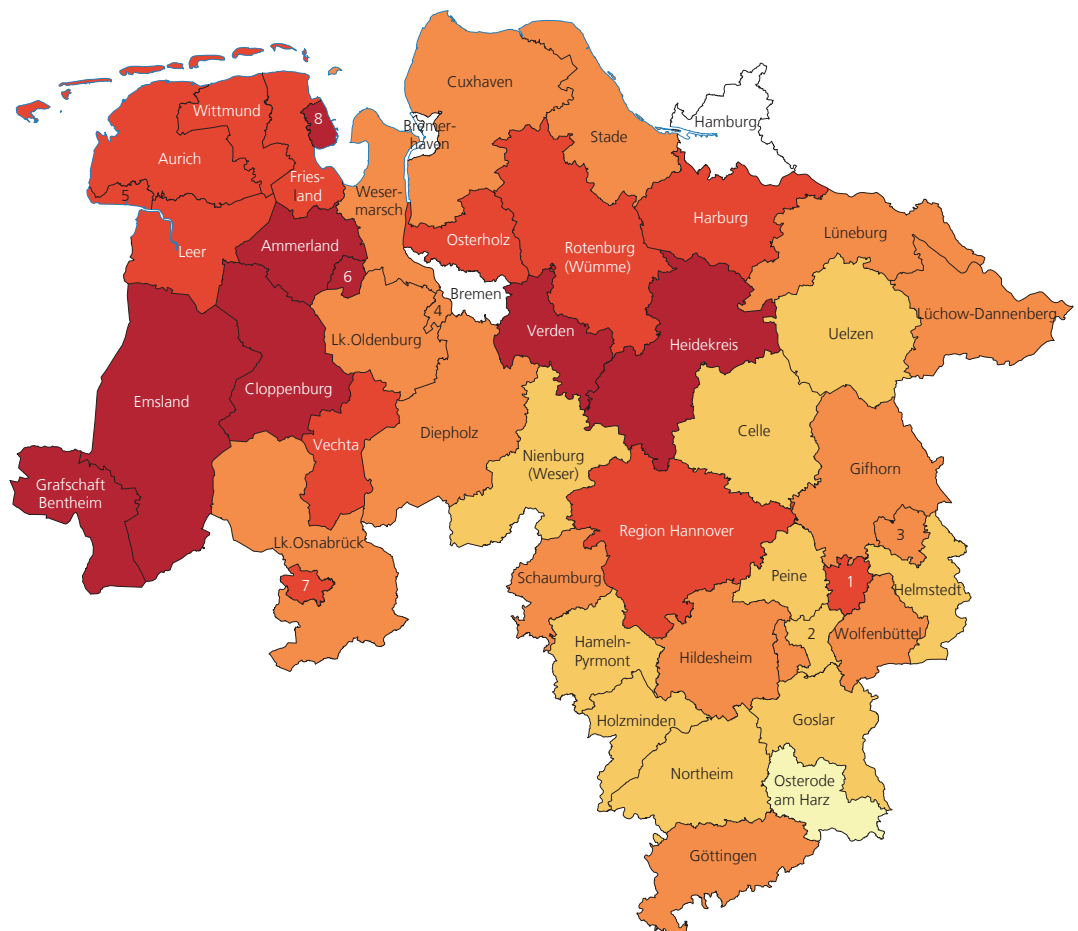 Cuxhaven
Wittmund
8
Bremer-
haven
Hamburg
Stade
Aurich
Fries-
land
5
Weser-
marsch
Harburg
Lüneburg
Leer
Ammerland
Osterholz
Rotenburg
(Wümme)
6
Bremen
4
Lüchow-Dannenberg
Verden
Uelzen
Lk.Oldenburg
Heidekreis
Cloppenburg
Emsland
Diepholz
Celle
Vechta
Nienburg
(Weser)
Gifhorn
Grafschaft
Bentheim
Region Hannover
3
Lk.Osnabrück
Schaumburg
Peine
1
7
Helmstedt
2
Wolfenbüttel
Hameln-
Pyrmont
Hildesheim
Holzminden
Goslar
Northeim
Osterode
am Harz
Göttingen